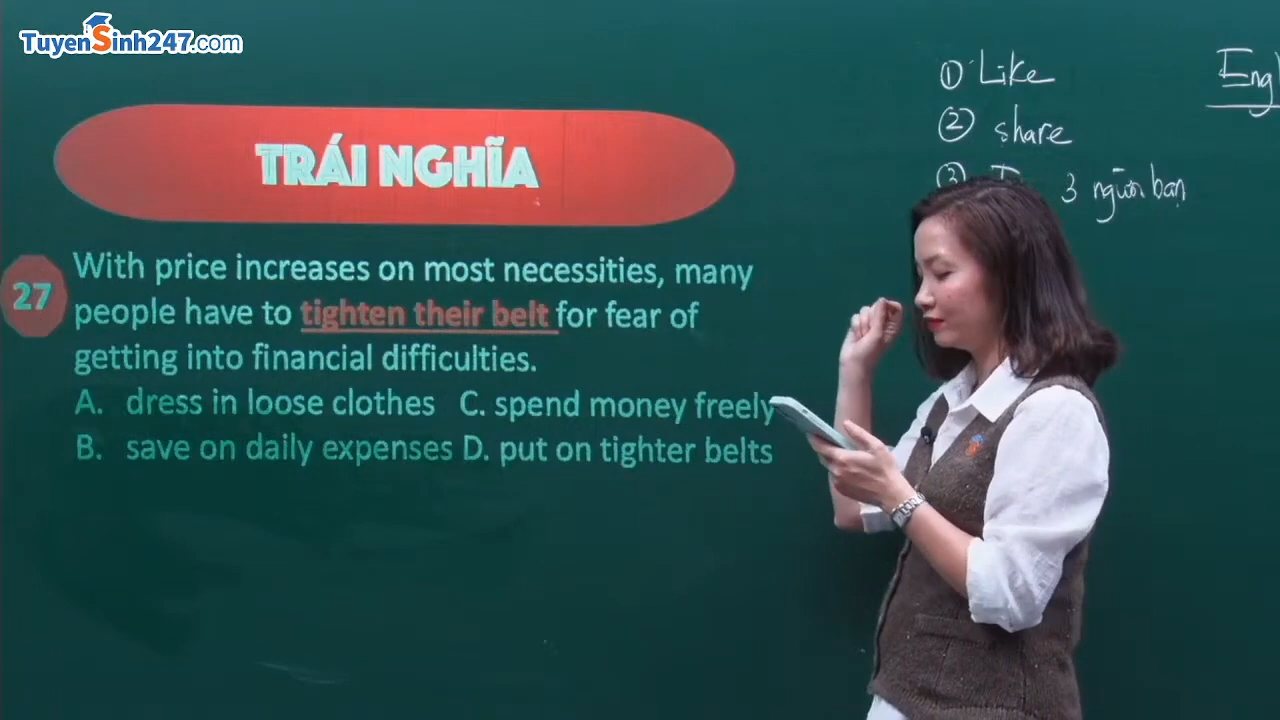 TuyenSinh247.com
① Like
② share
③ 3 người bạn
TRÁI NGHĨA
27
With price increases on most necessities, many
people have to tighten their belt for fear of
getting into financial difficulties.
A. dress in loose clothes C. spend money freely
B. save on daily expenses D. put on tighter belts